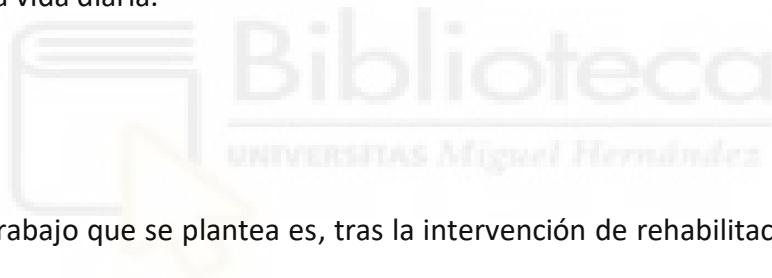 vida diaria.
Biblioteca
UNIVERSITAS Miguel Hernández
rabajo que se plantea es, tras la intervención de rehabilitac